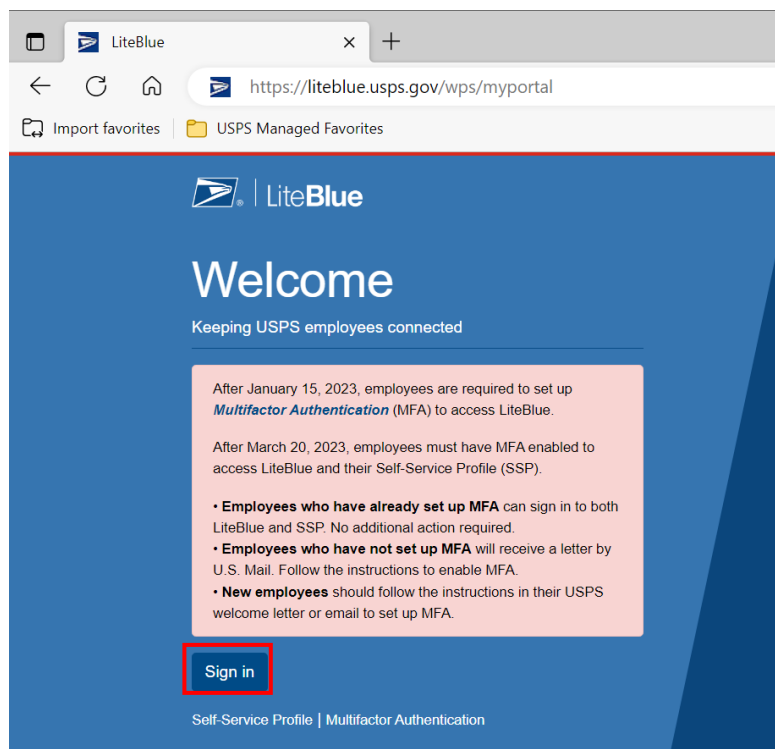 LiteBlue
https://liteblue.usps.gov/wps/myportal
Import favorites
USPS Managed Favorites
LiteBlue
Welcome
Keeping USPS employees connected
After January 15, 2023, employees are required to set up
Multifactor Authentication (MFA) to access LiteBlue.
After March 20, 2023, employees must have MFA enabled to
access LiteBlue and their Self-Service Profile (SSP).
• Employees who have already set up MFA can sign in to both
LiteBlue and SSP. No additional action required.
• Employees who have not set up MFA will receive a letter by
U.S. Mail. Follow the instructions to enable MFA.
• New employees should follow the instructions in their USPS
welcome letter or email to set up MFA.
Sign in
Self-Service Profile | Multifactor Authentication